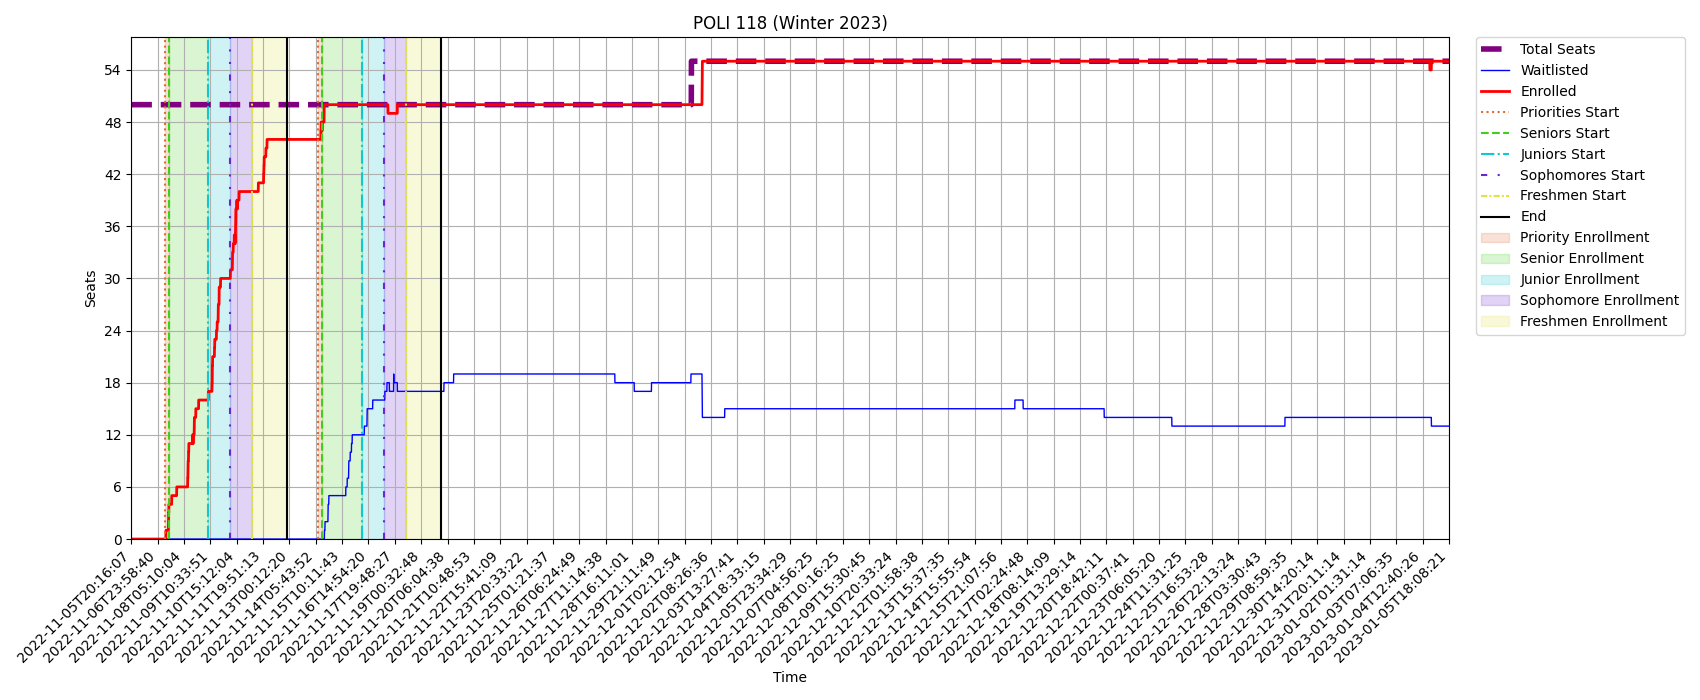 POLI 118 (Winter 2023)
Seats
54
48
42
36
30
24
18
12
6
0
2022-11-05T20:16:07
2022-11-06T23:58:40
2022-11-08T05:10:04
2022-11-09T10:33:51
2022-11-10T15:12:04
2022-11-11T19:51:13
2022-11-13T00:12:20
2022-11-14T05:43:52
2022-11-15T10:11:43
2022-11-16T14:54:20
2022-11-17T19:48:27
2022-11-19T00:32:48
2022-11-20T06:04:38
2022-11-21T10:48:53
2022-11-22T15:41:09
2022-11-23T20:33:22
2022-11-25T01:21:37
2022-11-26T06:24:49
2022-11-27T11:14:38
2022-11-28T16:11:01
2022-11-29T21:11:49
2022-12-01T02:12:54
2022-12-02T08:26:36
2022-12-03T13:27:41
2022-12-04T18:33:15
2022-12-05T23:34:29
2022-12-07T04:56:25
2022-12-08T10:16:25
2022-12-09T15:30:45
2022-12-10T20:33:24
2022-12-12T01:58:38
2022-12-13T15:37:35
2022-12-14T15:55:54
2022-12-15T21:07:56
2022-12-17T02:24:48
2022-12-18T08:14:09
2022-12-19T13:29:14
2022-12-20T18:42:11
2022-12-22T00:37:41
2022-12-23T06:05:20
2022-12-24T11:31:25
2022-12-25T16:53:28
2022-12-26T22:13:24
2022-12-28T03:30:43
2022-12-29T08:59:35
2022-12-30T14:20:14
2022-12-31T20:11:14
2023-01-02T01:31:14
2023-01-03T07:06:35
2023-01-04T12:40:26
2023-01-05T18:08:21
Time
Total Seats
Waitlisted
Enrolled
Priorities Start
Seniors Start
Juniors Start
Sophomores Start
Freshmen Start
End
Priority Enrollment
Senior Enrollment
Junior Enrollment
Sophomore Enrollment
Freshmen Enrollment